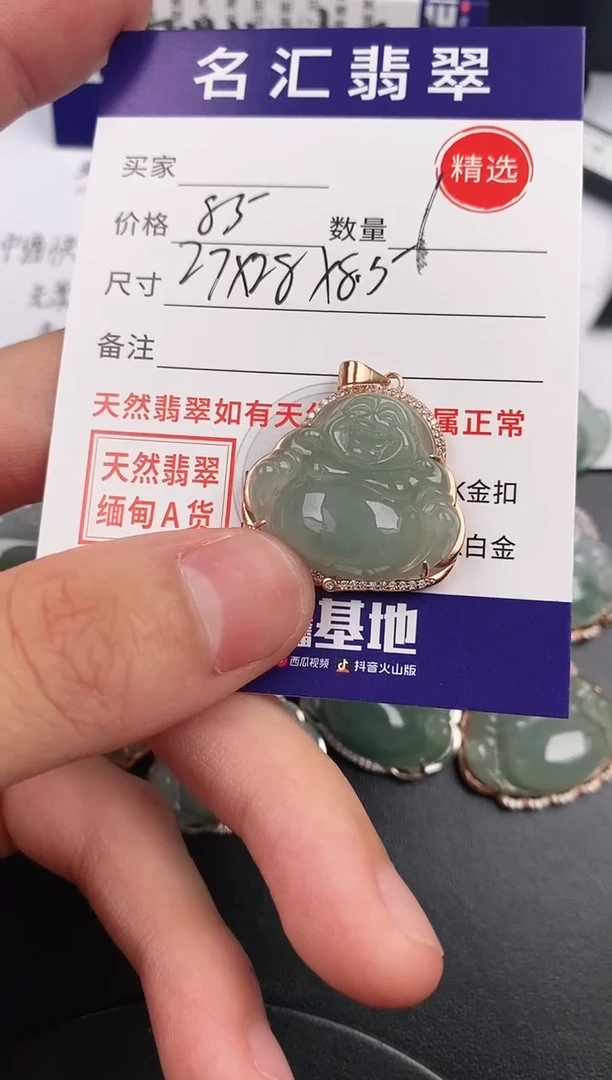 名汇翡翠
精选
买家
价格 85 数量 1
尺寸 27X28X8.5
备注
天然翡翠如有天 属正常
天然翡翠
缅甸A货
K金扣
白金
基地
西瓜视频 抖音火山版